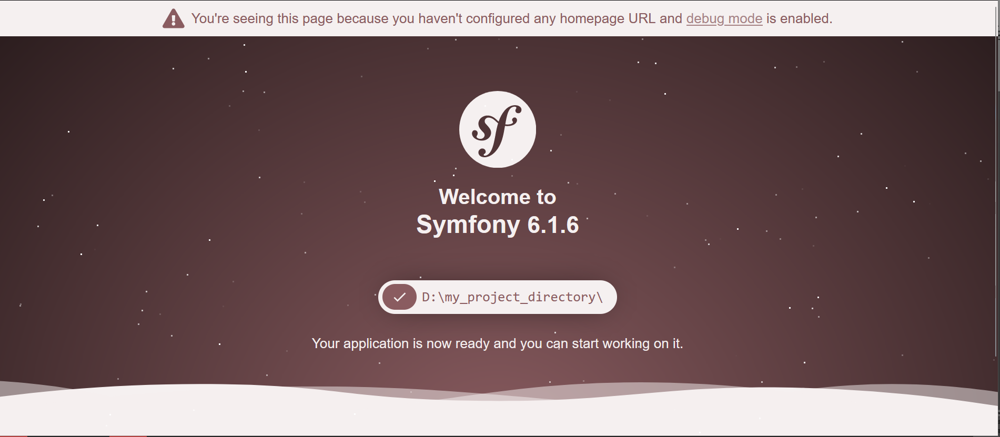 You're seeing this page because you haven't configured any homepage URL and debug mode is enabled.
sf
Welcome to
Symfony 6.1.6
D:\my_project_directory\
Your application is now ready and you can start working on it.